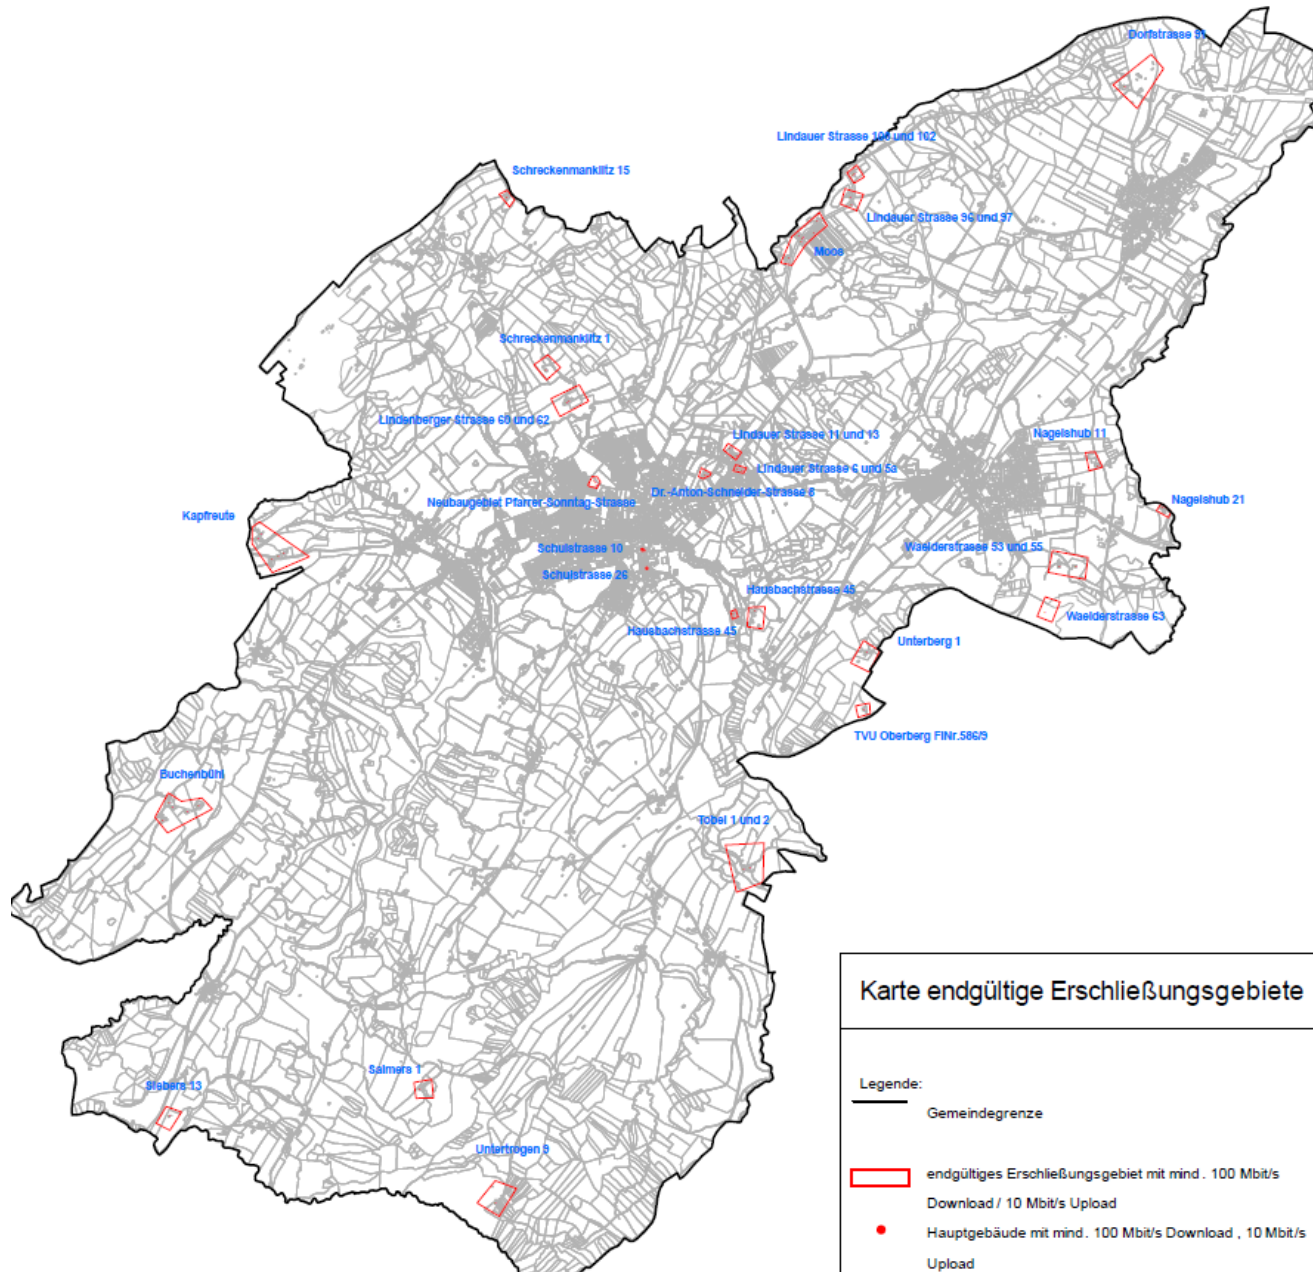 Dorfstrasse 91
Lindauer Strasse 103 und 102
Schreckenmanklitz 15
Lindauer Strasse 96 und 97
Moos
Schreckenmanklitz 1
Lindenberger Strasse 60 und 62
Lindauer Strasse 11 und 13
Nagelshub 11
Lindauer Strasse 6 und 5a
Dr.-Anton-Schneider-Strasse 8
Neubaugebiet Pfarrer-Sonntag-Strasse
Nagelshub 21
Kapfreute
Schulstrasse 10
Waelderstrasse 53 und 55
Schulstrasse 26
Hausbachstrasse 45
Waelderstrasse 63
Hausbachstrasse 45
Unterberg 1
TVU Oberberg FlNr.586/9
Buchenbühl
Tobel 1 und 2
Karte endgültige Erschließungsgebiete
Salmers 1
Siebers 13
Legende:
Gemeindegrenze
Untertrogen 9
endgültiges Erschließungsgebiet mit mind. 100 Mbit/s
Download / 10 Mbit/s Upload
Hauptgebäude mit mind. 100 Mbit/s Download , 10 Mbit/s
Upload